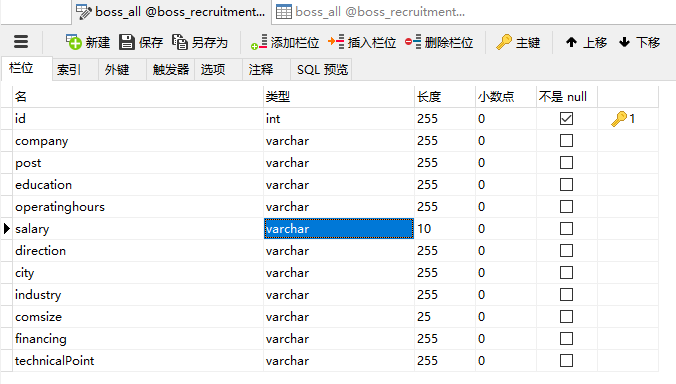 boss_all @boss_recruitment... boss_all @boss_recruitment...
新建 保存 另存为 添加栏位 插入栏位 删除栏位 主键 上移 下移
栏位 索引 外键 触发器 选项 注释 SQL 预览
名 类型 长度 小数点 不是 null
id int 255 0 1
company varchar 255 0
post varchar 255 0
education varchar 255 0
operatinghours varchar 255 0
salary varchar 10 0
direction varchar 255 0
city varchar 255 0
industry varchar 255 0
comsize varchar 25 0
financing varchar 255 0
technicalPoint varchar 255 0